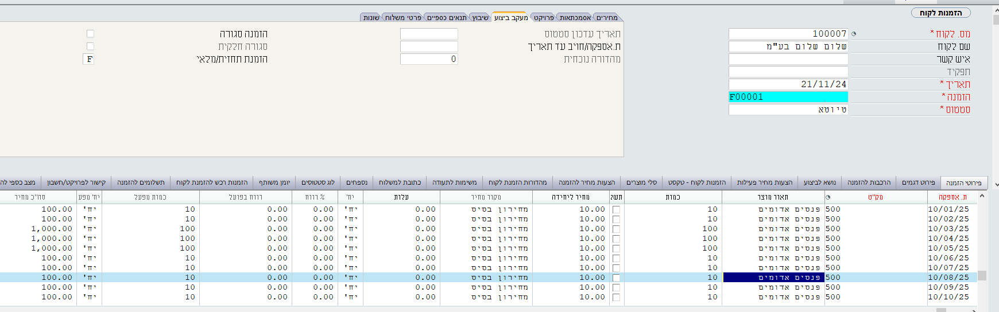 הזמנות לקוח
מס. לקוח * 100007
שם לקוח שלום שלום בע"מ
איש קשר
תפקיד
תאריך * 21/11/24
הזמנה * F00001
סטטוס * טיוטא
מחירים אסמכתאות פרויקט מעקב ביצוע שיבוץ תנאים כספיים פרטי משלוח שונות
תאריך עדכון סטטוס הזמנה סגורה
ת.אספקה/חויב עד תאריך סגורה חלקית
מהדורה נוכחית 0 הזמנת תחזית/מלאי F
פירוטי הזמנה פירוט דגמים הרכבות להזמנה נושא לביצוע הצעות מחיר פעילות הזמנות לקוח - טקסט סלי מוצרים הצעות מחיר להזמנה מהדורות הזמנת לקוח משימות לתעודה כתובת למשלוח נספחים לוג סטטוסים יומן משותף הזמנות רכש להזמנת לקוח תשלומים להזמנה קישור לפרויקט/חשבון מצב כספי לה
ת. אספקה מק"ט תאור מוצר כמות תשל מחיר ליחידה מקור מחיר עלות יח' % רווח רווח בפועל כמות מפעל יח' מפע סה"כ מחיר
10/01/25 500 פנסים אדומים 10 10.00 מחירון בסיס 0.00 יח' 0.00 0.00 10 יח' 100.00
10/02/25 500 פנסים אדומים 10 10.00 מחירון בסיס 0.00 יח' 0.00 0.00 10 יח' 100.00
10/03/25 500 פנסים אדומים 100 10.00 מחירון בסיס 0.00 יח' 0.00 0.00 100 יח' 1,000.00
10/04/25 500 פנסים אדומים 100 10.00 מחירון בסיס 0.00 יח' 0.00 0.00 100 יח' 1,000.00
10/05/25 500 פנסים אדומים 100 10.00 מחירון בסיס 0.00 יח' 0.00 0.00 100 יח' 1,000.00
10/06/25 500 פנסים אדומים 10 10.00 מחירון בסיס 0.00 יח' 0.00 0.00 10 יח' 100.00
10/07/25 500 פנסים אדומים 10 10.00 מחירון בסיס 0.00 יח' 0.00 0.00 10 יח' 100.00
10/08/25 500 פנסים אדומים 10 10.00 מחירון בסיס 0.00 יח' 0.00 0.00 10 יח' 100.00
10/09/25 500 פנסים אדומים 10 10.00 מחירון בסיס 0.00 יח' 0.00 0.00 10 יח' 100.00
10/10/25 500 פנסים אדומים 10 10.00 מחירון בסיס 0.00 יח' 0.00 0.00 10 יח' 100.00